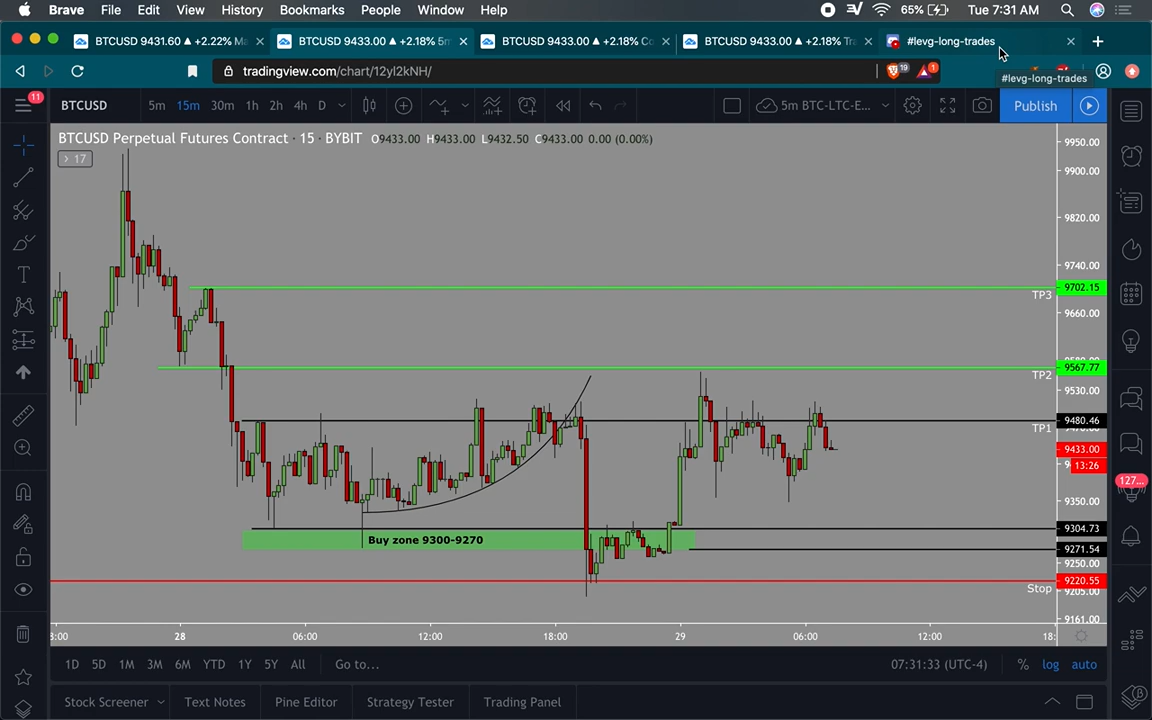 Brave File Edit View History Bookmarks People Window Help 65% Tue 7:31 AM
BTCUSD 9431.60 ▲ +2.22% M
BTCUSD 9433.00 ▲ +2.18% 5m
BTCUSD 9433.00 ▲ +2.18% C
BTCUSD 9433.00 ▲ +2.18% Tr
#levg-long-trades
tradingview.com/chart/12yl2kNH/
19
1
#levg-long-trades
11
BTCUSD 5m 15m 30m 1h 2h 4h D
5m BTC-LTC-E...
Publish
BTCUSD Perpetual Futures Contract · 15 · BYBIT O9433.00 H9433.00 L9432.50 C9433.00 0.00 (0.00%)
17
9950.00
9900.00
9820.00
9740.00
9702.15
TP3
9660.00
9567.77
TP2
9530.00
9480.46
TP1
9433.00
13:26
9350.00
9304.73
Buy zone 9300-9270
9271.54
9250.00
9220.55
Stop
9205.00
9161.00
127...
28 06:00 12:00 18:00 29 06:00 12:00 18:
1D 5D 1M 3M 6M YTD 1Y 5Y All Go to...
07:31:33 (UTC-4) % log auto
Stock Screener Text Notes Pine Editor Strategy Tester Trading Panel